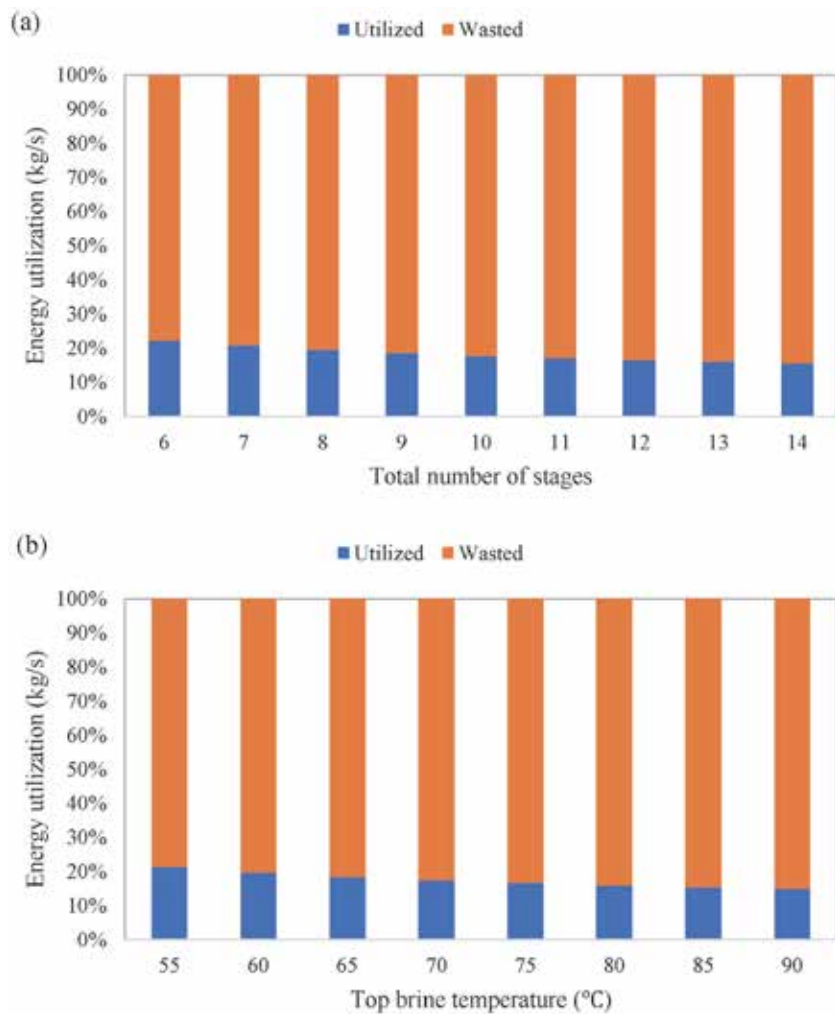 (a)
Utilized Wasted
100%
90%
80%
70%
60%
50%
40%
30%
20%
10%
0%
Energy utilization (kg/s)
6 7 8 9 10 11 12 13 14
Total number of stages
(b)
Utilized Wasted
100%
90%
80%
70%
60%
50%
40%
30%
20%
10%
0%
Energy utilization (kg/s)
55 60 65 70 75 80 85 90
Top brine temperature (°C)